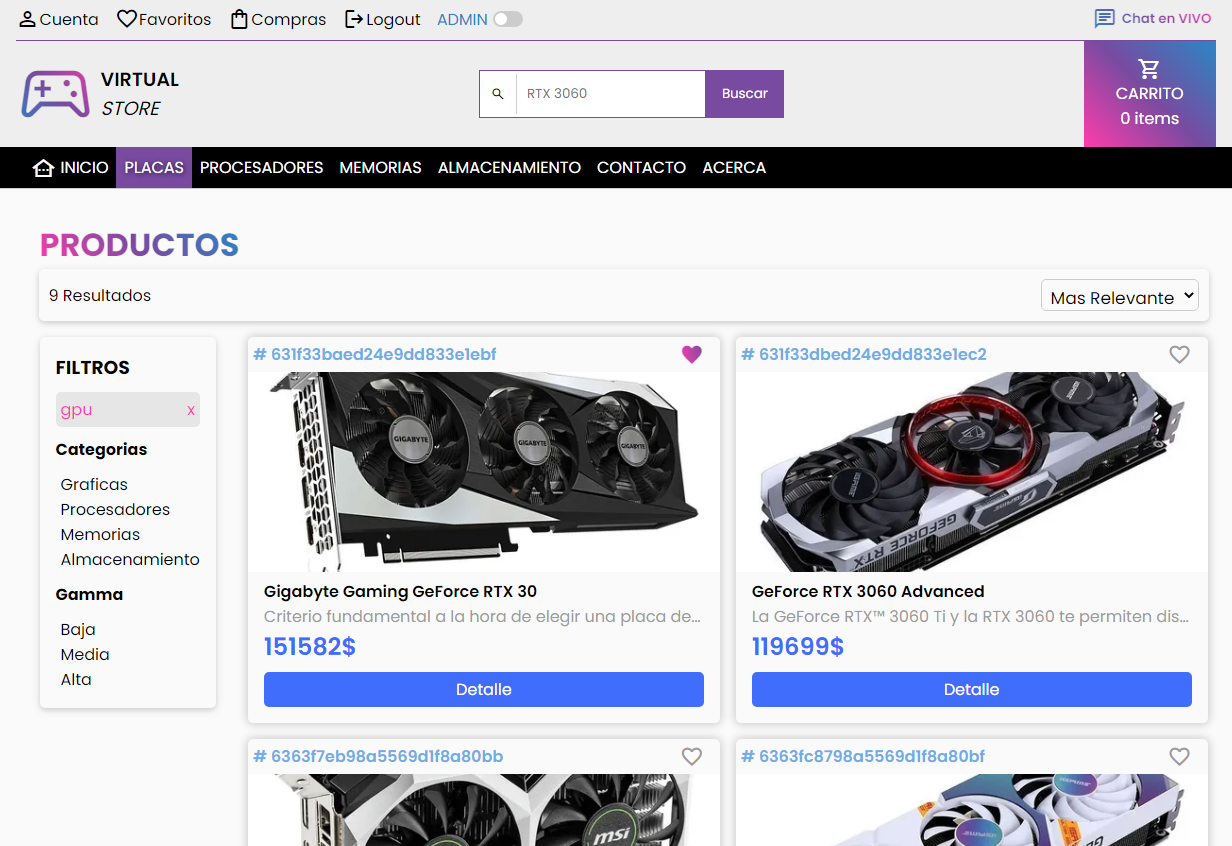 Cuenta Favoritos Compras Logout ADMIN Chat en VIVO
VIRTUAL
STORE
RTX 3060 Buscar
CARRITO
0 items
INICIO PLACAS PROCESADORES MEMORIAS ALMACENAMIENTO CONTACTO ACERCA
PRODUCTOS
9 Resultados Mas Relevante
FILTROS
gpu x
Categorias
Graficas
Procesadores
Memorias
Almacenamiento
Gamma
Baja
Media
Alta
# 631f33baed24e9dd833e1ebf
GIGABYTE GIGABYTE GIGABYTE
Gigabyte Gaming GeForce RTX 30
Criterio fundamental a la hora de elegir una placa de...
151582$
Detalle
# 631f33dbed24e9dd833e1ec2
GEFORCE RTX
GeForce RTX 3060 Advanced
La GeForce RTX™ 3060 Ti y la RTX 3060 te permiten dis...
119699$
Detalle
# 6363f7eb98a5569d1f8a80bb
msi
# 6363fc8798a5569d1f8a80bf